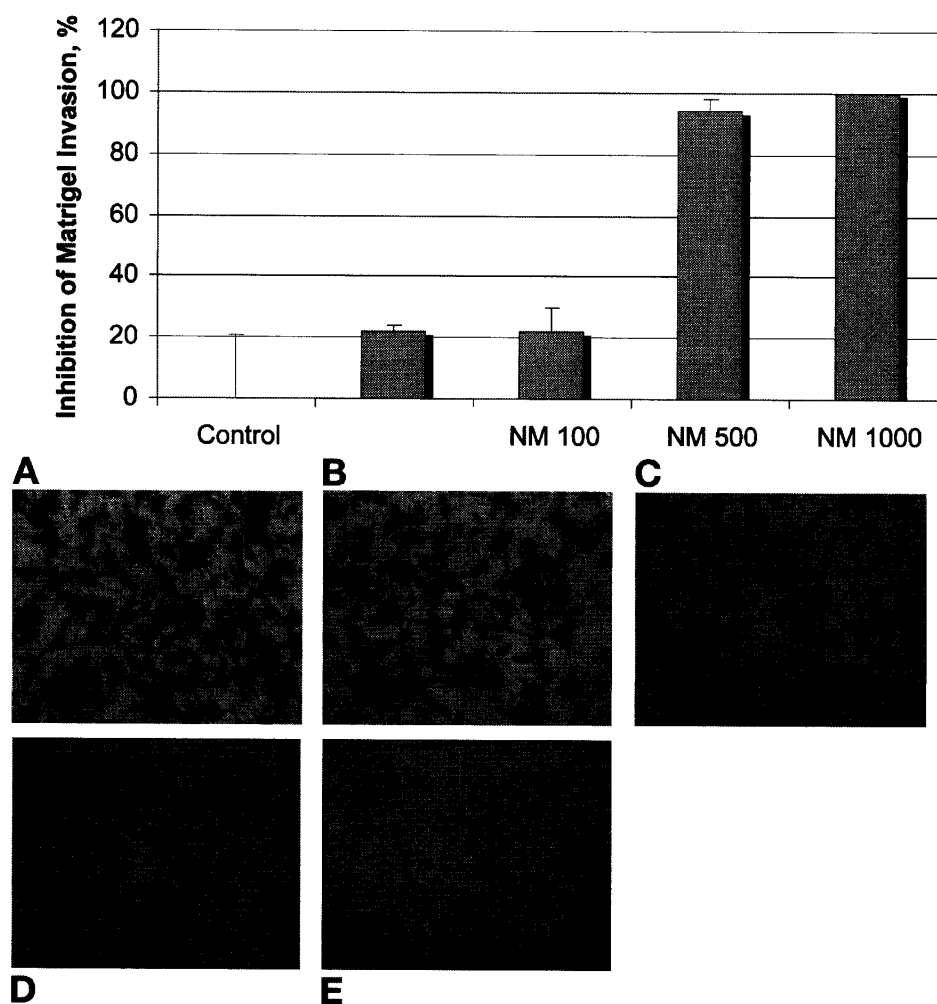 Inhibition of Matrigel Invasion, %
120
100
80
60
40
20
0
Control
NM 100
NM 500
NM 1000
A
B
C
D
E